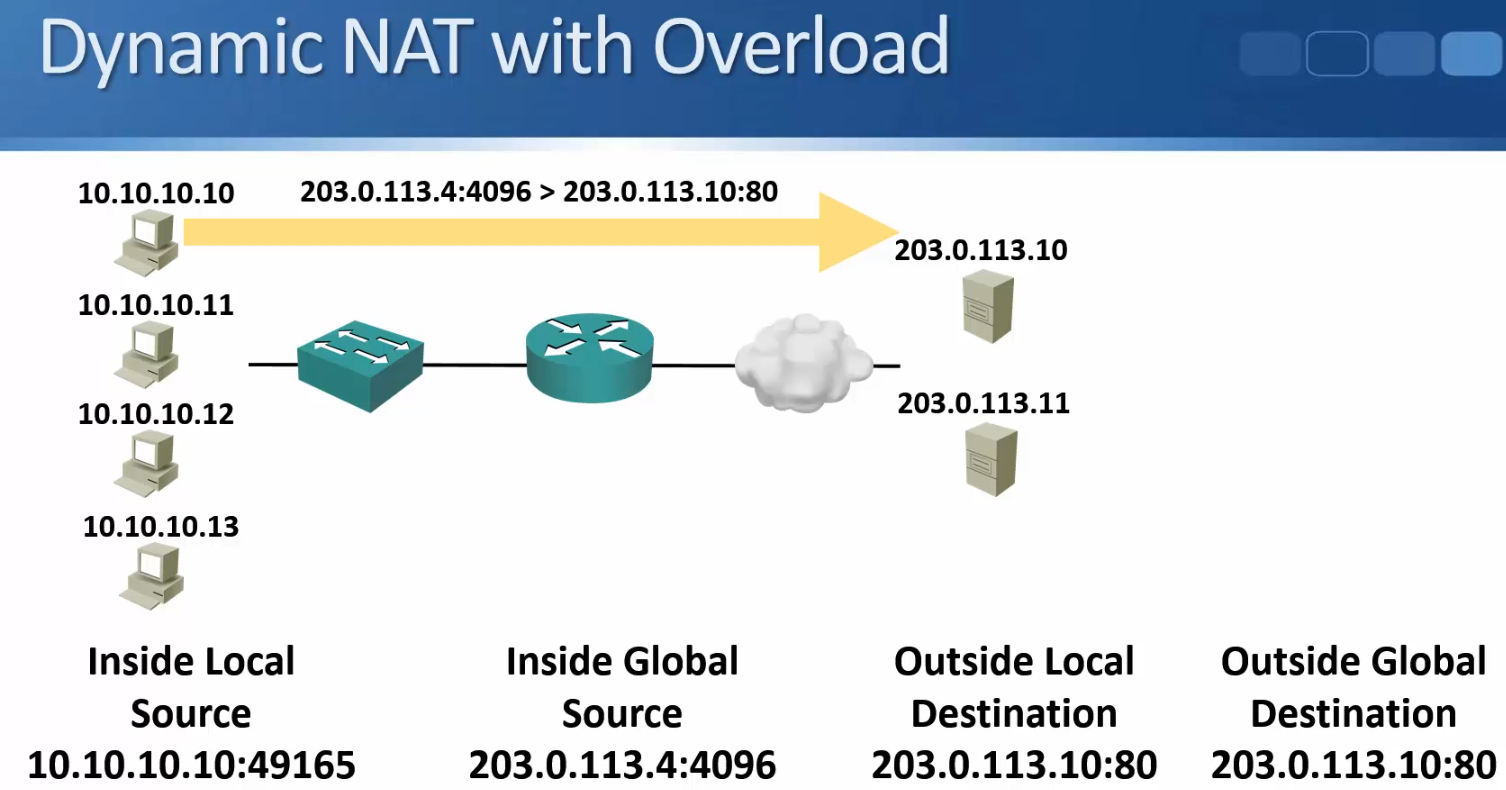 Dynamic NAT with Overload
10.10.10.10
203.0.113.4:4096 > 203.0.113.10:80
203.0.113.10
10.10.10.11
10.10.10.12
203.0.113.11
10.10.10.13
Inside Local
Source
10.10.10.10:49165
Inside Global
Source
203.0.113.4:4096
Outside Local
Destination
203.0.113.10:80
Outside Global
Destination
203.0.113.10:80